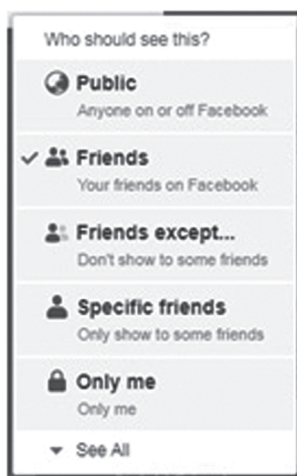 Who should see this?
Public
Anyone on or off Facebook
Friends
Your friends on Facebook
Friends except...
Don't show to some friends
Specific friends
Only show to some friends
Only me
Only me
See All